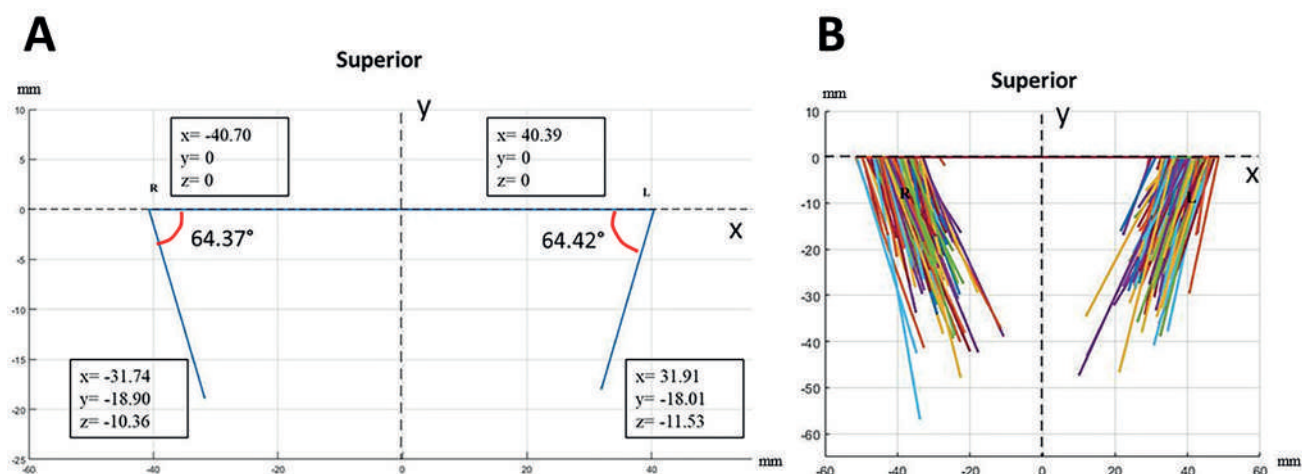 A
Superior
mm
y
10
5
0
-5
-10
-15
-20
-25
x= -40.70
y= 0
z= 0
x= 40.39
y= 0
z= 0
R
L
x
64.37°
64.42°
x= -31.74
y= -18.90
z= -10.36
x= 31.91
y= -18.01
z= -11.53
-60 -40 -20 0 20 40 mm
B
Superior
mm
y
10
0
-10
-20
-30
-40
-50
-60
x
R
L
-60 -40 -20 0 20 40 60
mm